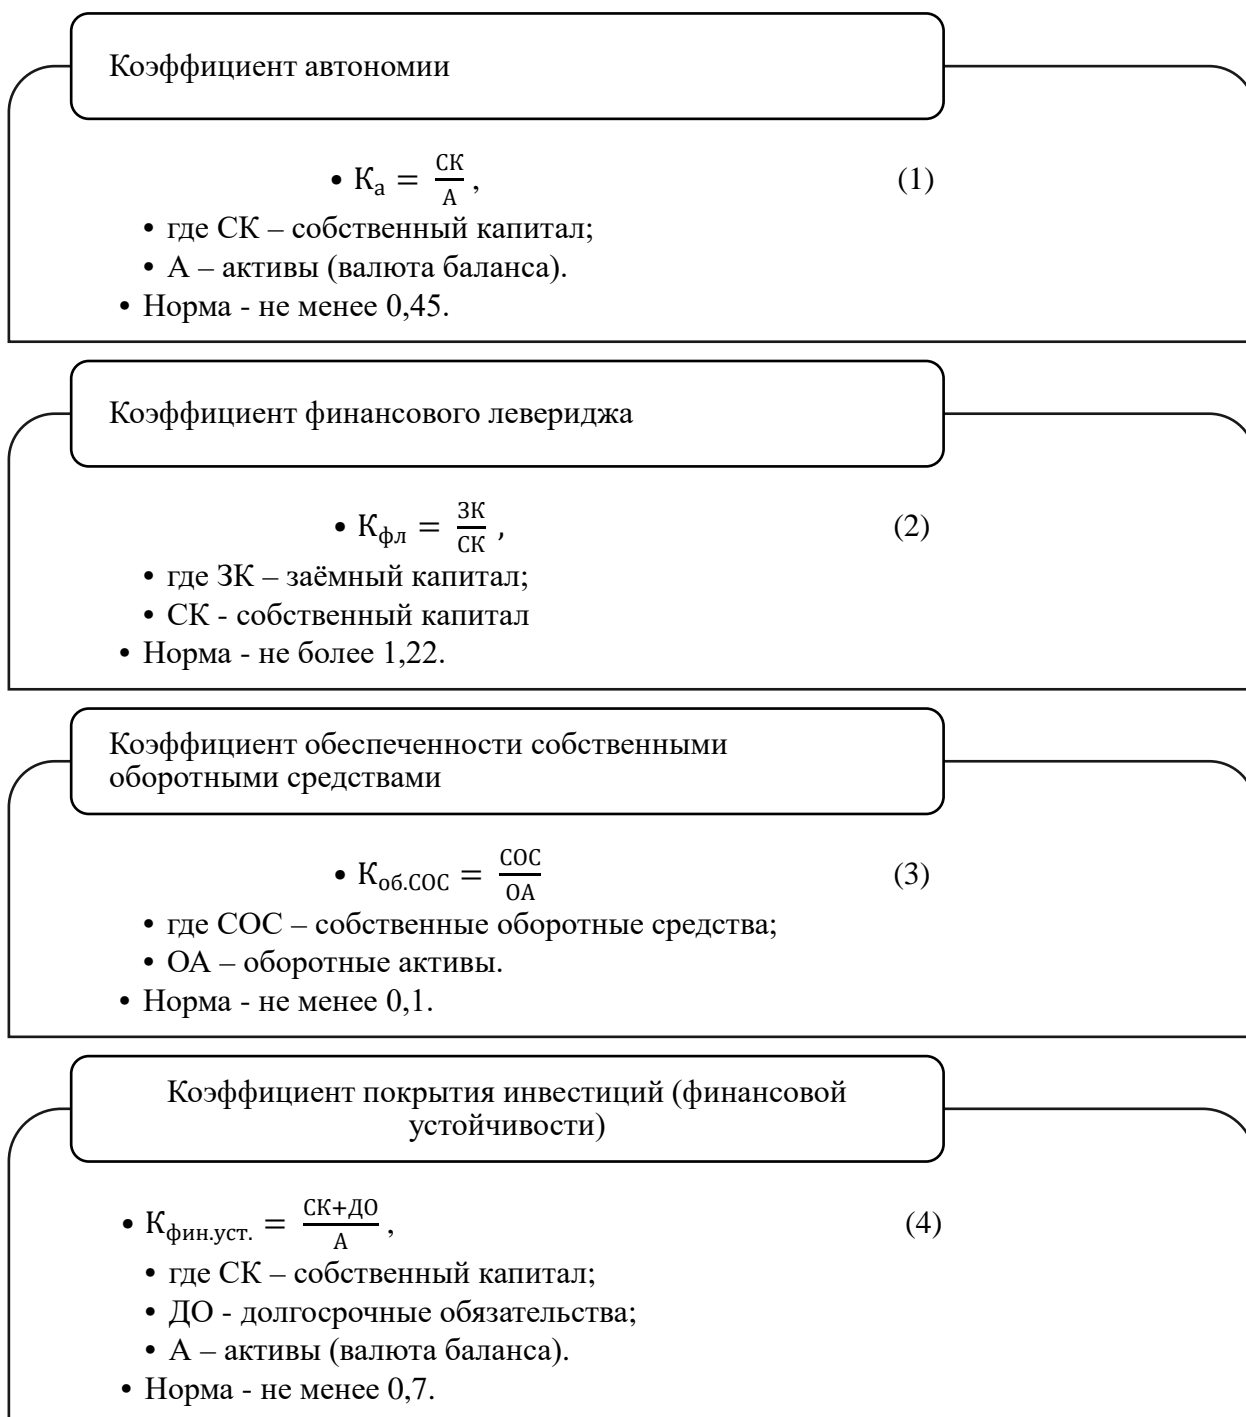 Коэффициент автономии
• Kₐ = СК/А , (1)
• где СК – собственный капитал;
• А – активы (валюта баланса).
• Норма - не менее 0,45.
Коэффициент финансового левериджа
• К_фл = ЗК/СК , (2)
• где ЗК – заёмный капитал;
• СК - собственный капитал
• Норма - не более 1,22.
Коэффициент обеспеченности собственными
оборотными средствами
• К_об.СОС = СОС/ОА (3)
• где СОС – собственные оборотные средства;
• ОА – оборотные активы.
• Норма - не менее 0,1.
Коэффициент покрытия инвестиций (финансовой
устойчивости)
• К_фин.уст. = СК+ДО/А , (4)
• где СК – собственный капитал;
• ДО - долгосрочные обязательства;
• А – активы (валюта баланса).
• Норма - не менее 0,7.